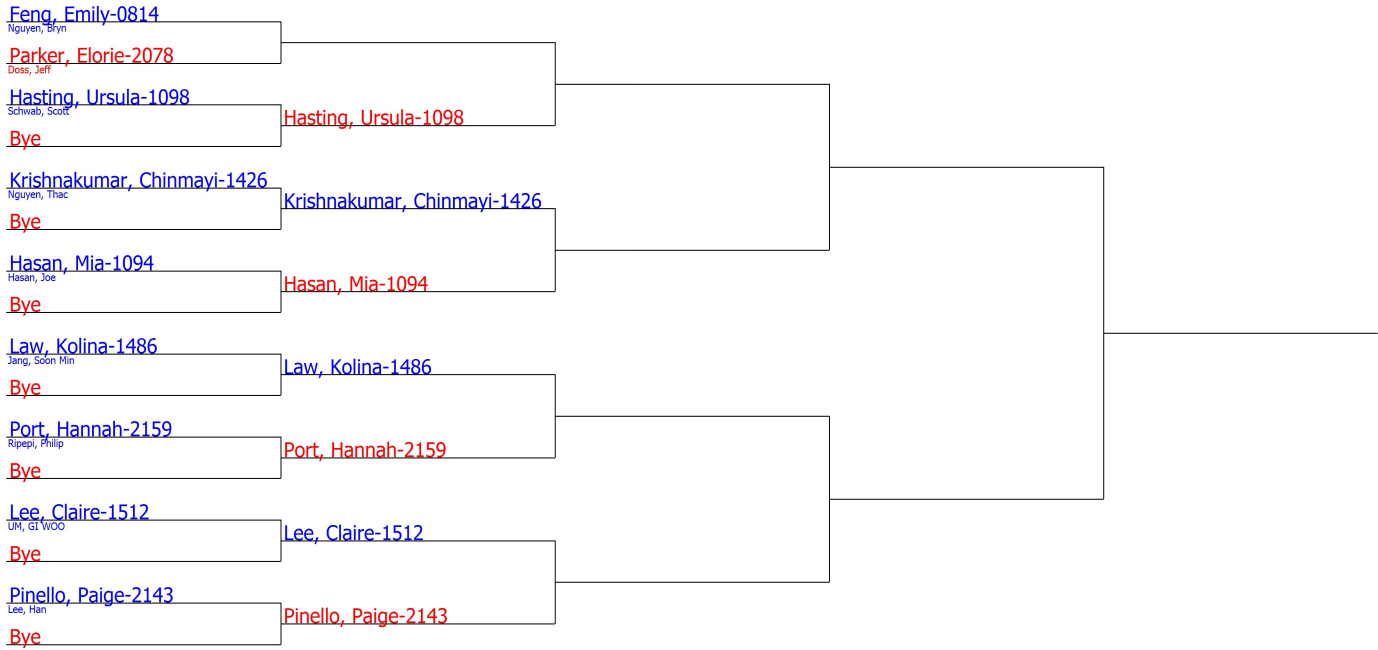 Feng, Emily-0814
Nguyen, Bryn
Parker, Elorie-2078
Doss, Jeff
Hasting, Ursula-1098
Schwab, Scott
Hasting, Ursula-1098
Bye
Krishnakumar, Chinmayi-1426
Nguyen, Thac
Krishnakumar, Chinmayi-1426
Bye
Hasan, Mia-1094
Hasan, Joe
Hasan, Mia-1094
Bye
Law, Kolina-1486
Jang, Soon Min
Law, Kolina-1486
Bye
Port, Hannah-2159
Ripepi, Philip
Port, Hannah-2159
Bye
Lee, Claire-1512
UM, GI WOO
Lee, Claire-1512
Bye
Pinello, Paige-2143
Lee, Han
Pinello, Paige-2143
Bye